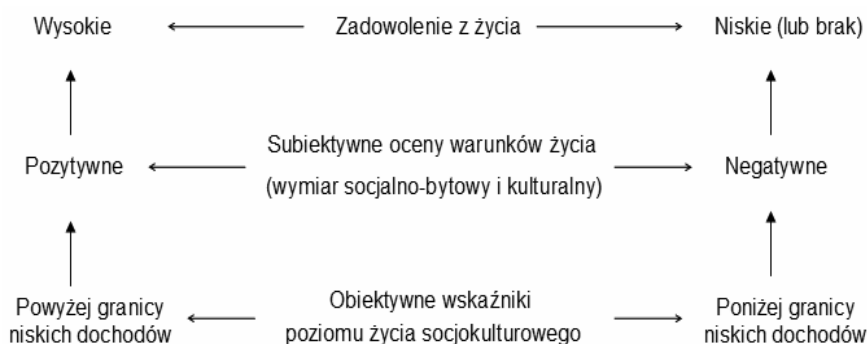 Wysokie
Zadowolenie z życia
Niskie (lub brak)
Pozytywne
Subiektywne oceny warunków życia
(wymiar socjalno-bytowy i kulturalny)
Negatywne
Powyżej granicy
niskich dochodów
Obiektywne wskaźniki
poziomu życia socjokulturowego
Poniżej granicy
niskich dochodów